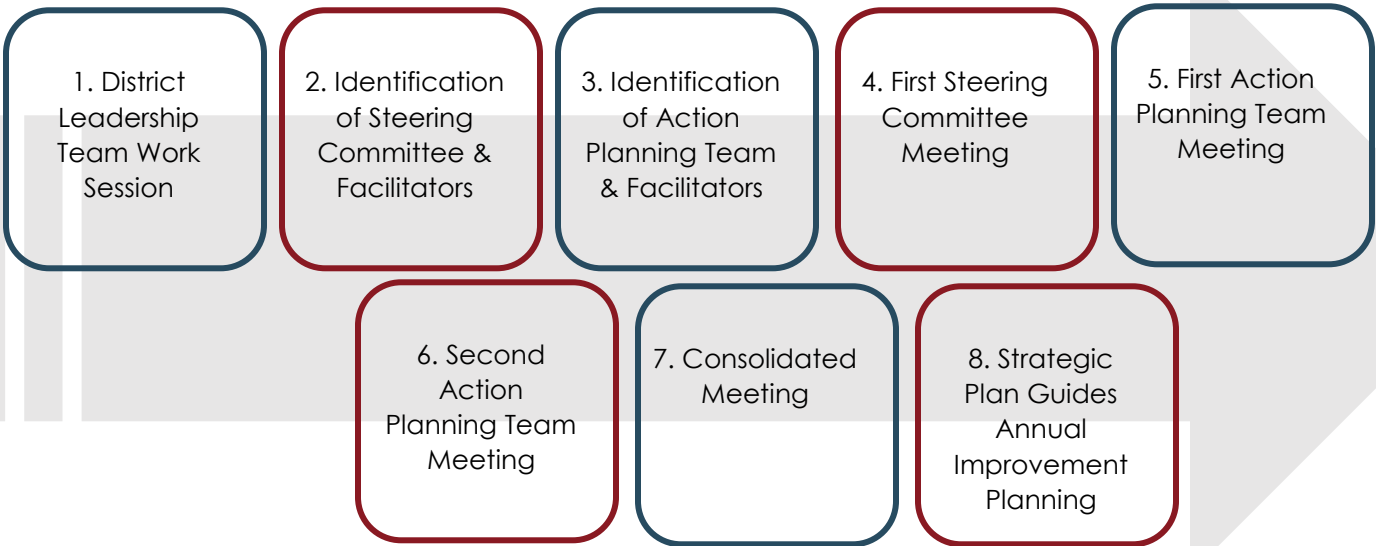 1. District
Leadership
Team Work
Session
2. Identification
of Steering
Committee &
Facilitators
3. Identification
of Action
Planning Team
& Facilitators
4. First Steering
Committee
Meeting
5. First Action
Planning Team
Meeting
6. Second
Action
Planning Team
Meeting
7. Consolidated
Meeting
8. Strategic
Plan Guides
Annual
Improvement
Planning